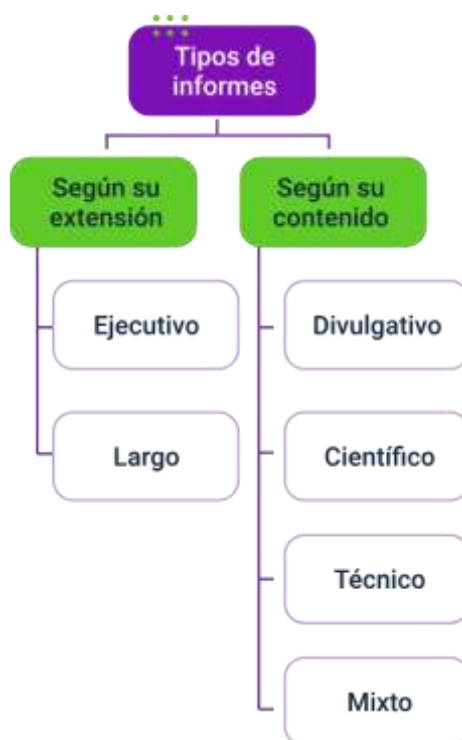 Tipos de
informes
Según su
extensión
Ejecutivo
Largo
Según su
contenido
Divulgativo
Científico
Técnico
Mixto